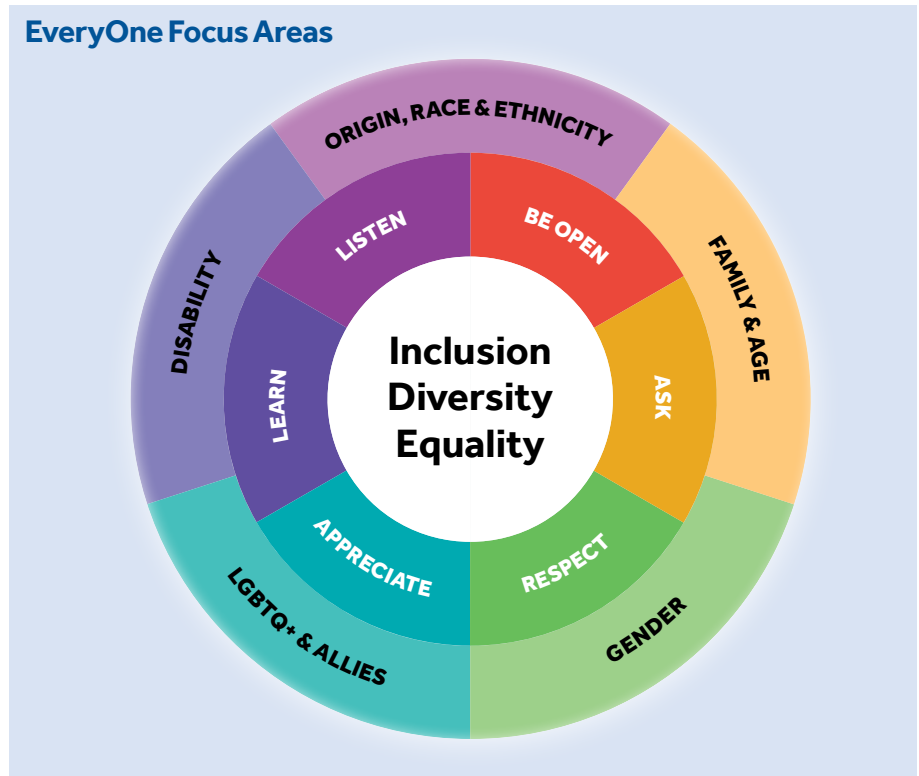 EveryOne Focus Areas
ORIGIN, RACE & ETHNICITY
FAMILY & AGE
GENDER
LGBTQ+ & ALLIES
DISABILITY
LISTEN
BE OPEN
ASK
RESPECT
APPRECIATE
LEARN
Inclusion
Diversity
Equality